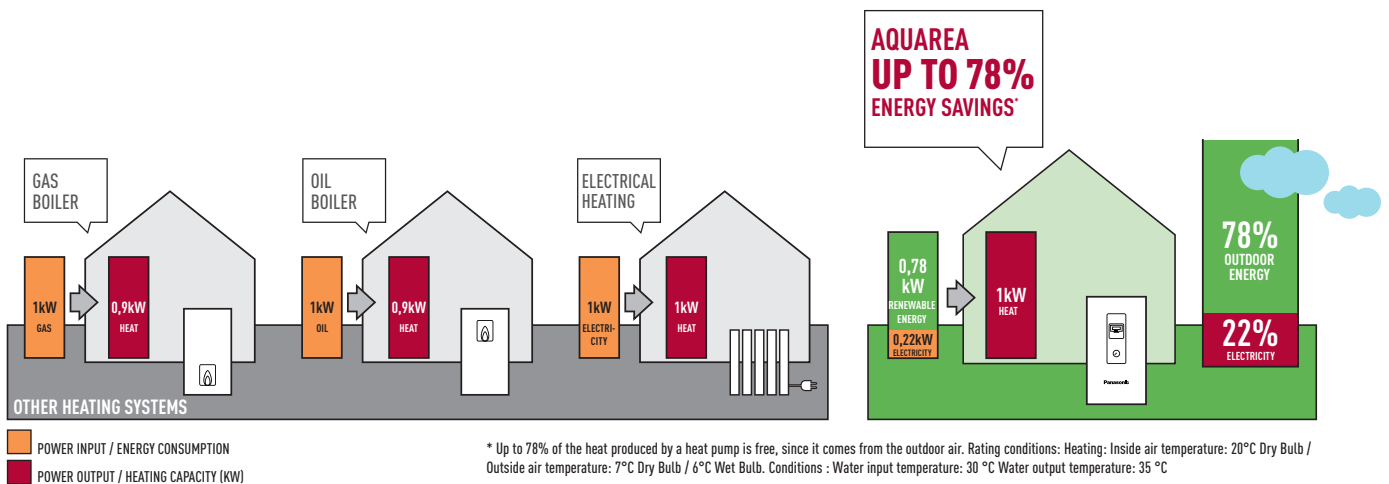 AQUAREA
UP TO 78%
ENERGY SAVINGS*
GAS
BOILER
1kW
GAS
0,9kW
HEAT
OIL
BOILER
1kW
OIL
0,9kW
HEAT
ELECTRICAL
HEATING
1kW
ELECTRI-
CITY
1kW
HEAT
0,78
kW
RENEWABLE
ENERGY
0,22kW
ELECTRICITY
1kW
HEAT
Panasonic
78%
OUTDOOR
ENERGY
22%
ELECTRICITY
OTHER HEATING SYSTEMS
POWER INPUT / ENERGY CONSUMPTION
POWER OUTPUT / HEATING CAPACITY (KW)
* Up to 78% of the heat produced by a heat pump is free, since it comes from the outdoor air. Rating conditions: Heating: Inside air temperature: 20°C Dry Bulb /
Outside air temperature: 7°C Dry Bulb / 6°C Wet Bulb. Conditions : Water input temperature: 30 °C Water output temperature: 35 °C